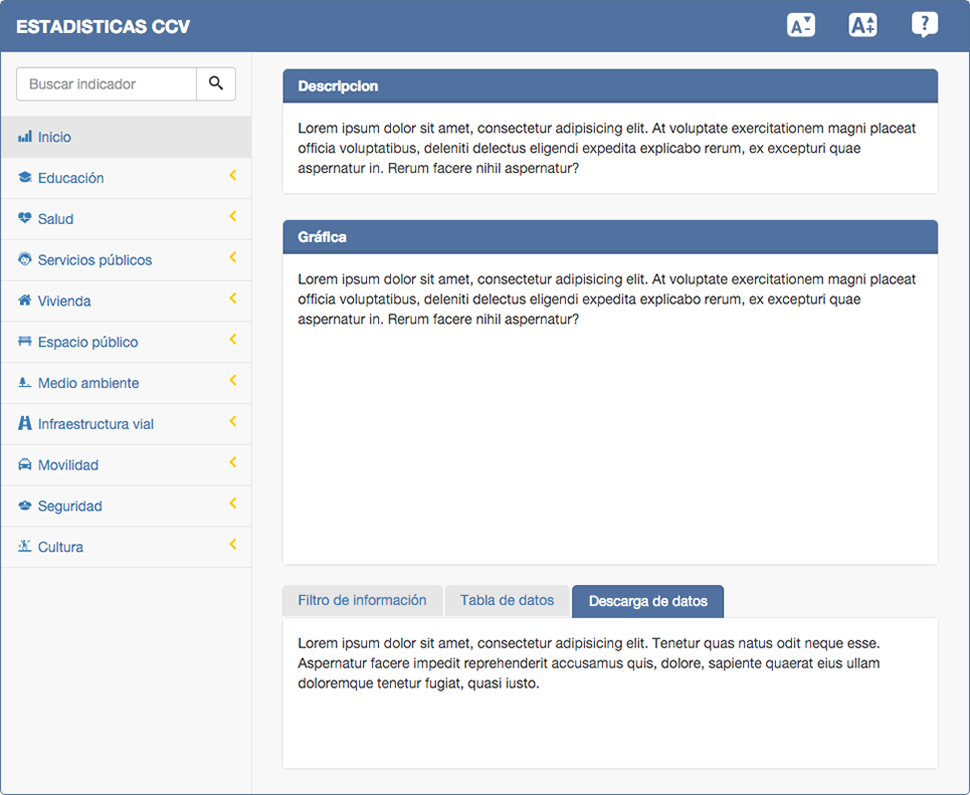 ESTADISTICAS CCV
A-
A+
?
Buscar indicador
Inicio
Educación
Salud
Servicios públicos
Vivienda
Espacio público
Medio ambiente
Infraestructura vial
Movilidad
Seguridad
Cultura
Descripcion
Lorem ipsum dolor sit amet, consectetur adipisicing elit. At voluptate exercitationem magni placeat
officia voluptatibus, deleniti delectus eligendi expedita explicabo rerum, ex excepturi quae
aspernatur in. Rerum facere nihil aspernatur?
Gráfica
Lorem ipsum dolor sit amet, consectetur adipisicing elit. At voluptate exercitationem magni placeat
officia voluptatibus, deleniti delectus eligendi expedita explicabo rerum, ex excepturi quae
aspernatur in. Rerum facere nihil aspernatur?
Filtro de información
Tabla de datos
Descarga de datos
Lorem ipsum dolor sit amet, consectetur adipisicing elit. Tenetur quas natus odit neque esse.
Aspernatur facere impedit reprehenderit accusamus quis, dolore, sapiente quaerat eius ullam
doloremque tenetur fugiat, quasi iusto.